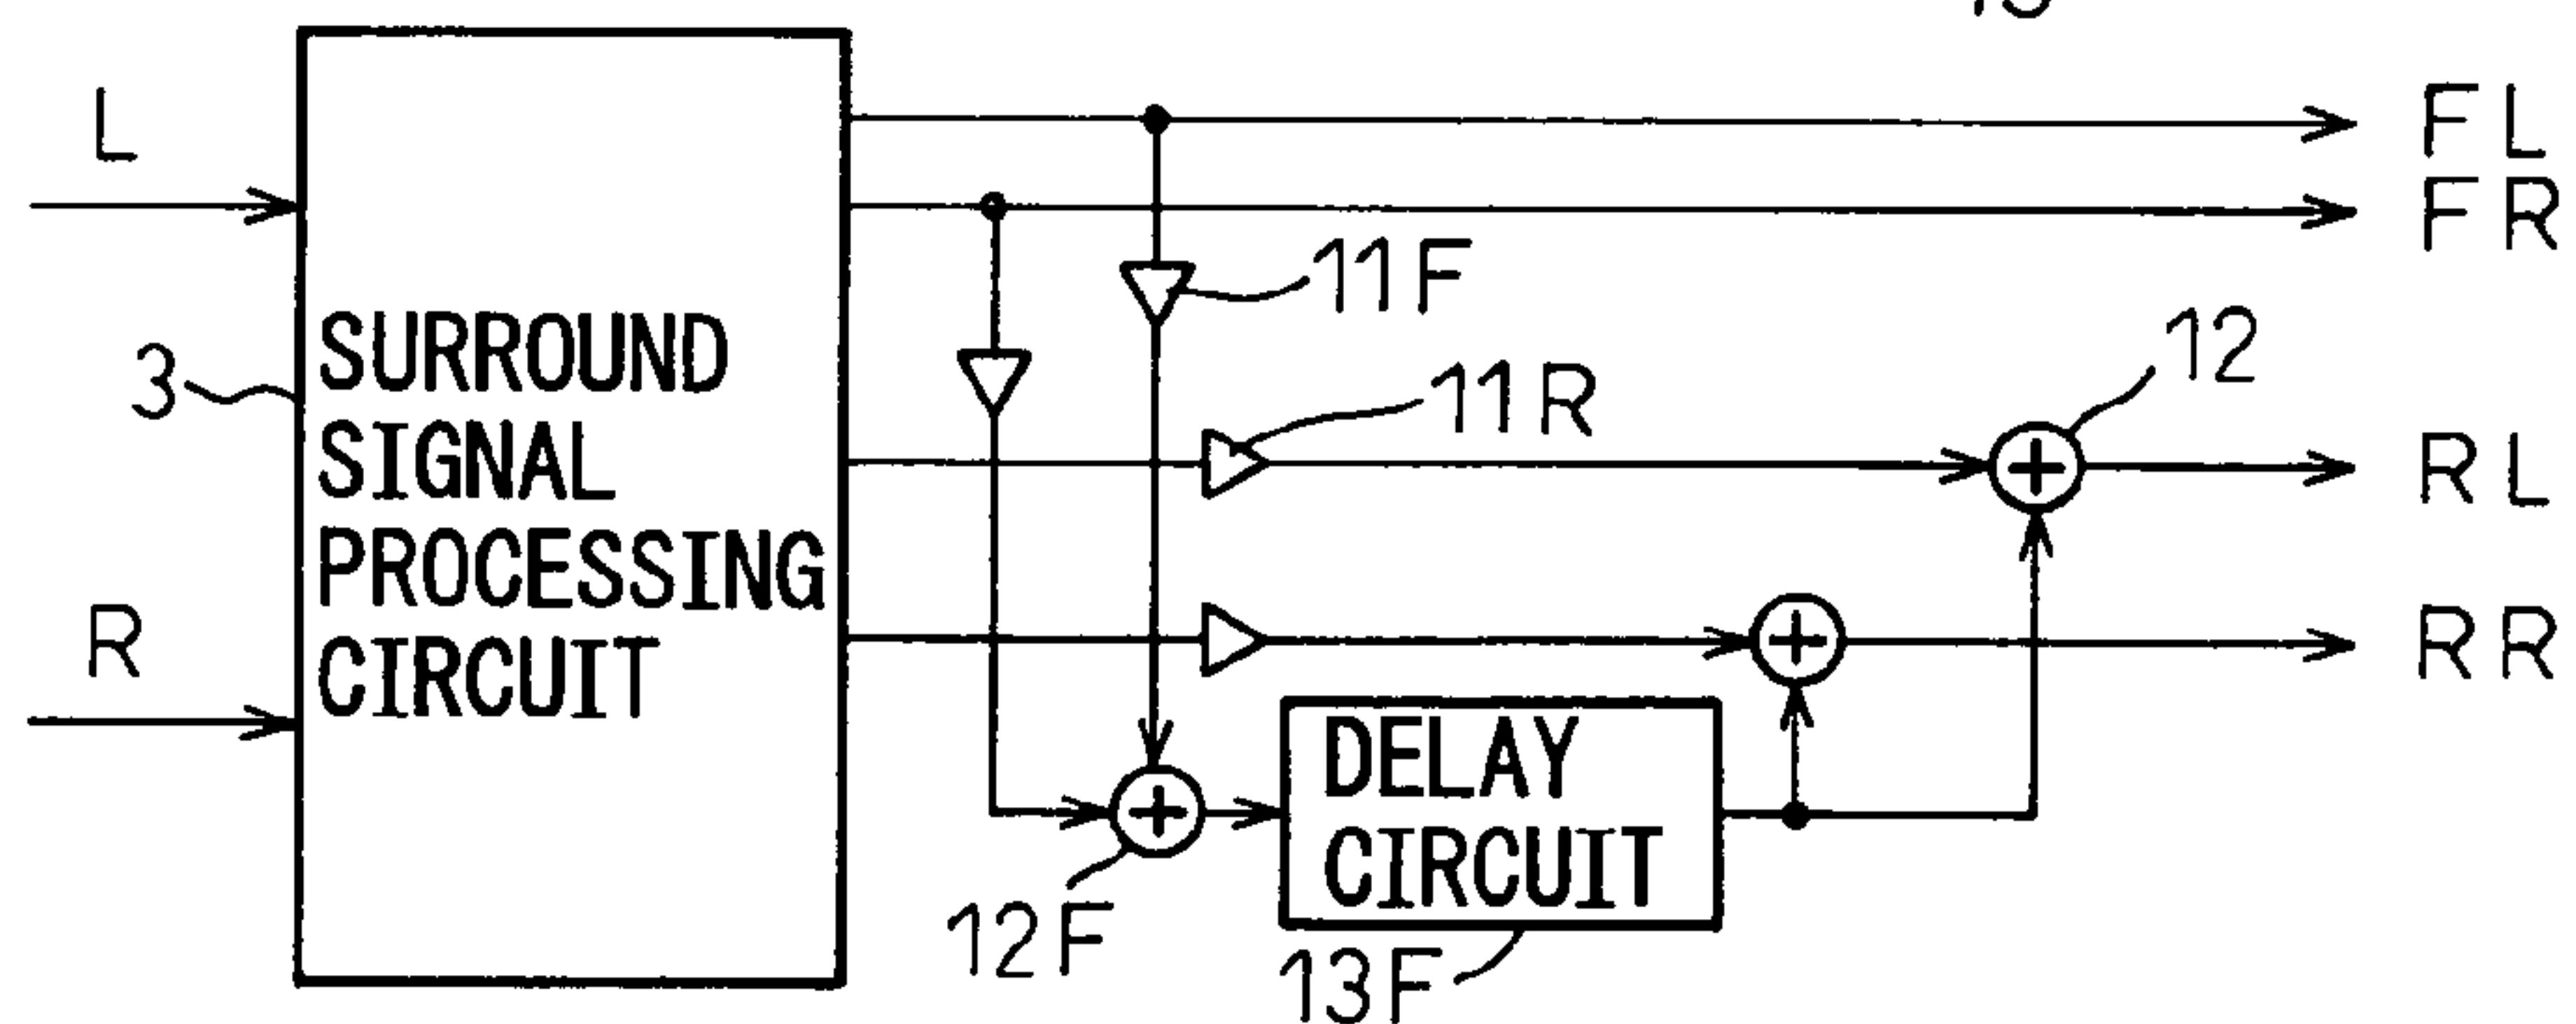 L
FL
FR
11F
12
3
SURROUND
SIGNAL
PROCESSING
CIRCUIT
11R
RL
R
RR
DELAY
CIRCUIT
12F
13F